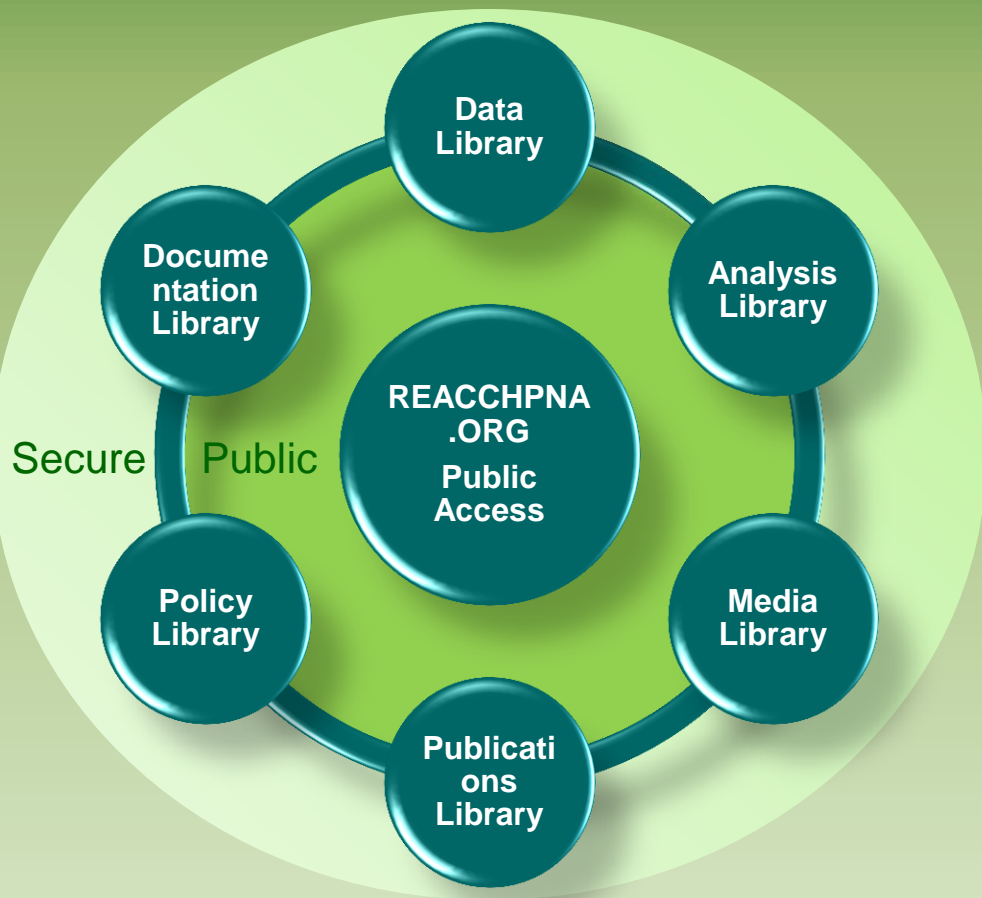 Data
Library
Analysis
Library
Media
Library
Publicati
ons
Library
Policy
Library
Docume
ntation
Library
REACCHPNA
.ORG
Public
Access
Secure
Public